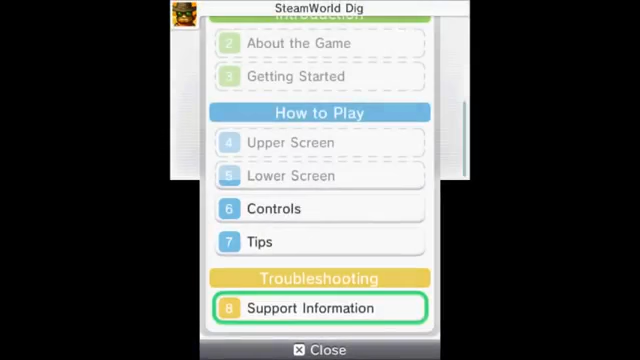 SteamWorld Dig
Introduction
2 About the Game
3 Getting Started
How to Play
4 Upper Screen
5 Lower Screen
6 Controls
7 Tips
Troubleshooting
8 Support Information
X Close